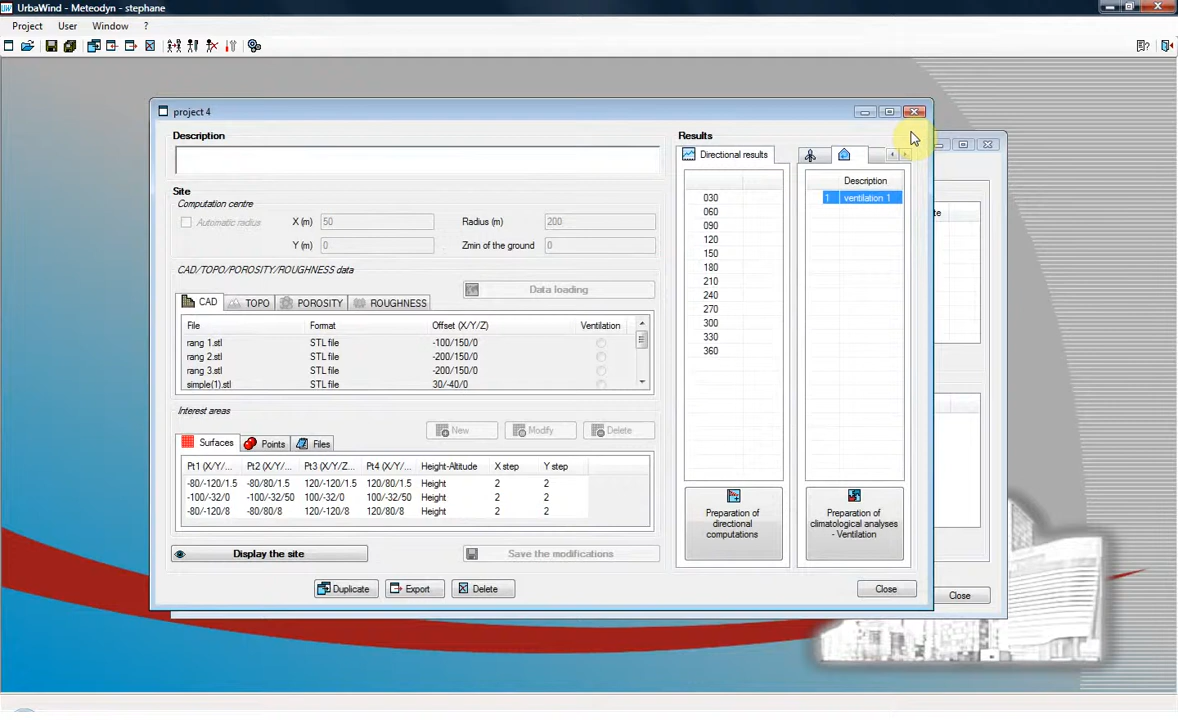 UrbaWind - Meteodyn - stephane
Project User Window ?
project 4
Description
Results
Directional results
Site
Computation centre
Automatic radius X (m) 50 Radius (m) 200
Y (m) 0 Zmin of the ground 0
CAD/TOPO/POROSITY/ROUGHNESS data
Data loading
CAD TOPO POROSITY ROUGHNESS
File Format Offset (X/Y/Z) Ventilation
rang 1.stl STL file -100/150/0
rang 2.stl STL file -200/150/0
rang 3.stl STL file -200/150/0
simple(1).stl STL file 30/-40/0
Interest areas
New Modify Delete
Surfaces Points Files
Pt1 (X/Y/... Pt2 (X/Y/... Pt3 (X/Y/Z... Pt4 (X/Y/... Height-Altitude X step Y step
-80/-120/1.5 -80/80/1.5 120/-120/1.5 120/80/1.5 Height 2 2
-100/-32/0 -100/-32/50 100/-32/0 100/-32/50 Height 2 2
-80/-120/8 -80/80/8 120/-120/8 120/80/8 Height 2 2
Display the site Save the modifications
Duplicate Export Delete
030
060
090
120
150
180
210
240
270
300
330
360
Description
1 ventilation 1
Preparation of
directional
computations
Preparation of
climatological analyses
- Ventilation
Close
Close